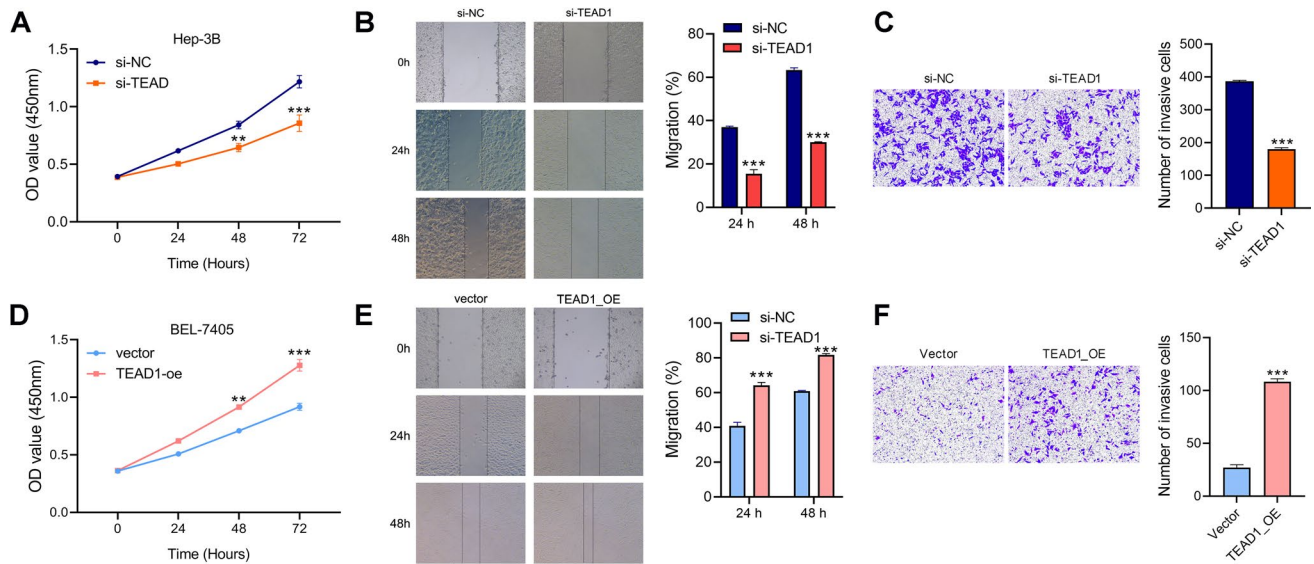 A
Hep-3B
si-NC
si-TEAD
OD value (450nm)
1.5
1.0
0.5
0.0
**
***
0 24 48 72
Time (Hours)
B
si-NC si-TEAD1
0h
24h
48h
si-NC
si-TEAD1
Migration (%)
80
60
40
20
0
***
***
24 h 48 h
C
si-NC si-TEAD1
Number of invasive cells
500
400
300
200
100
0
***
si-NC
si-TEAD1
D
BEL-7405
vector
TEAD1-oe
OD value (450nm)
1.5
1.0
0.5
0.0
**
***
0 24 48 72
Time (Hours)
E
vector TEAD1_OE
0h
24h
48h
si-NC
si-TEAD1
Migration (%)
100
80
60
40
20
0
***
***
24 h 48 h
F
Vector TEAD1_OE
Number of invasive cells
150
100
50
0
***
Vector
TEAD1_OE